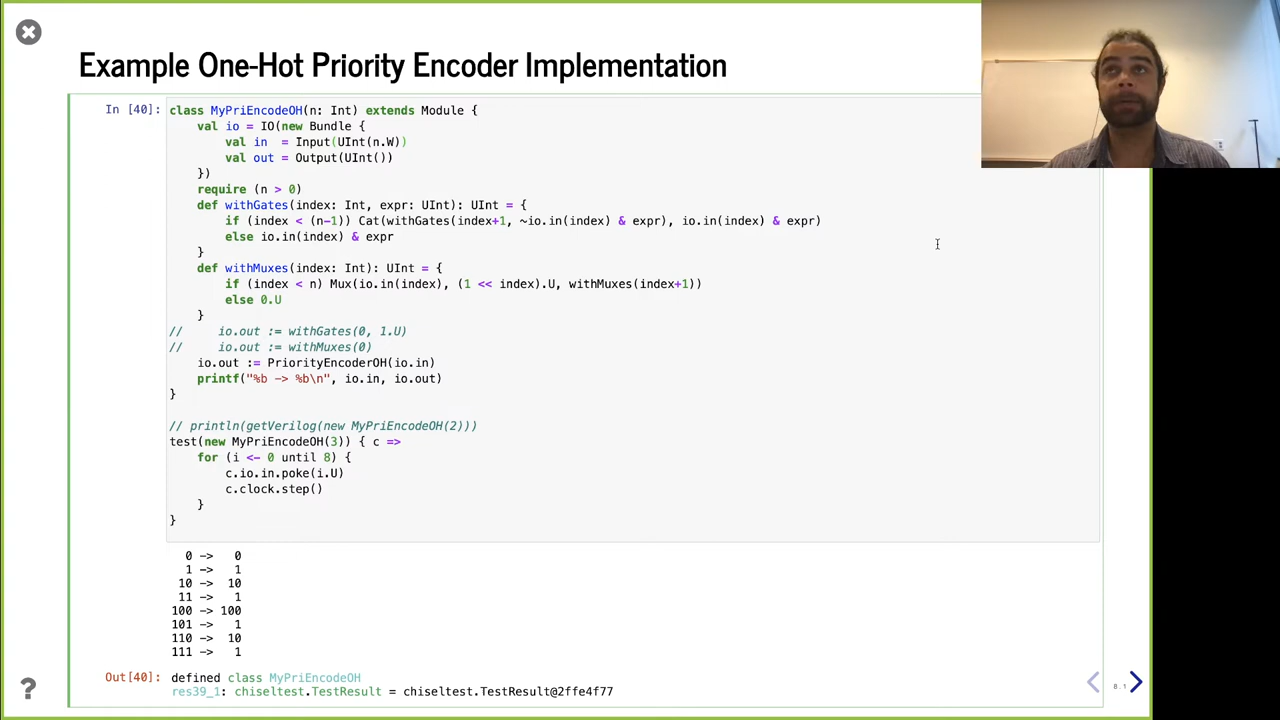 Example One-Hot Priority Encoder Implementation
In [40]: class MyPriEncodeOH(n: Int) extends Module {
    val io = IO(new Bundle {
        val in  = Input(UInt(n.W))
        val out = Output(UInt())
    })
    require (n > 0)
    def withGates(index: Int, expr: UInt): UInt = {
        if (index < (n-1)) Cat(withGates(index+1, ~io.in(index) & expr), io.in(index) & expr)
        else io.in(index) & expr
    }
    def withMuxes(index: Int): UInt = {
        if (index < n) Mux(io.in(index), (1 << index).U, withMuxes(index+1))
        else 0.U
    }
//     io.out := withGates(0, 1.U)
//     io.out := withMuxes(0)
    io.out := PriorityEncoderOH(io.in)
    printf("%b -> %b\n", io.in, io.out)
}
// println(getVerilog(new MyPriEncodeOH(2)))
test(new MyPriEncodeOH(3)) { c =>
    for (i <- 0 until 8) {
        c.io.in.poke(i.U)
        c.clock.step()
    }
}
  0 ->   0
  1 ->   1
 10 ->  10
 11 ->   1
100 -> 100
101 ->   1
110 ->  10
111 ->   1
Out[40]: defined class MyPriEncodeOH
res39_1: chiseltest.TestResult = chiseltest.TestResult@2ffe4f77
?
8.1